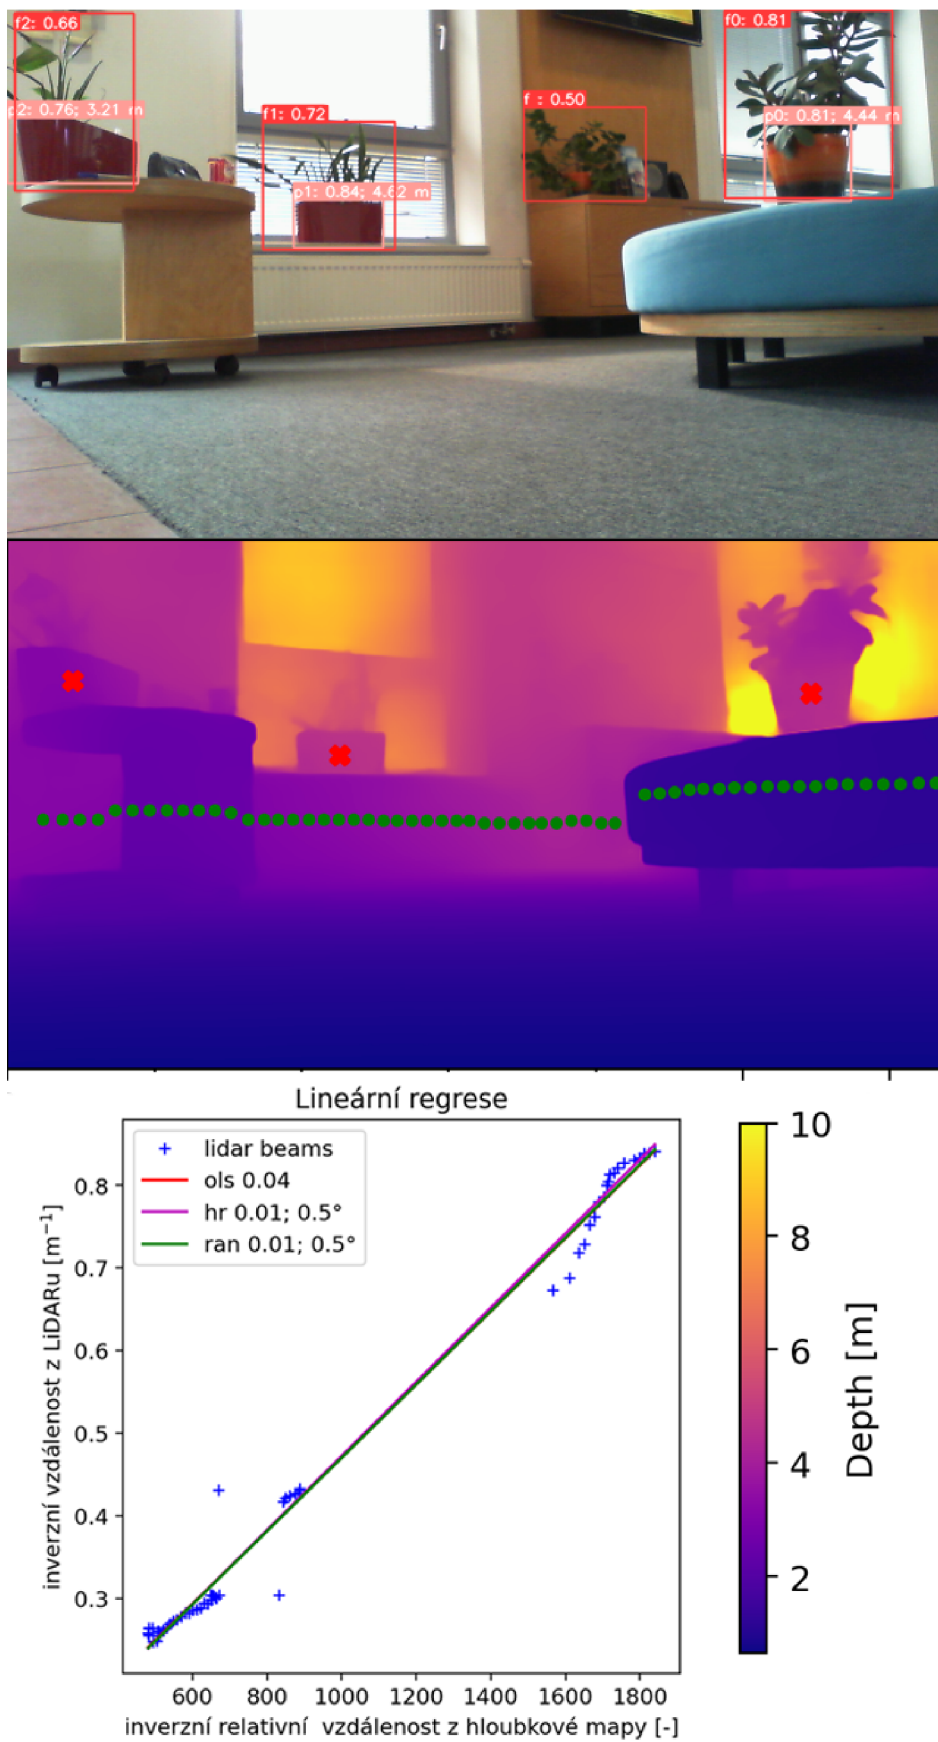 f2: 0.66
f0: 0.81
p2: 0.76; 3.21 m
f1: 0.72
f : 0.50
p0: 0.81; 4.44 m
p1: 0.84; 4.62 m
Lineární regrese
lidar beams
ols 0.04
hr 0.01; 0.5°
ran 0.01; 0.5°
inverzní vzdálenost z LiDARu [m⁻¹]
0.8
0.7
0.6
0.5
0.4
0.3
600 800 1000 1200 1400 1600 1800
inverzní relativní vzdálenost z hloubkové mapy [-]
10
8
6
4
2
Depth [m]